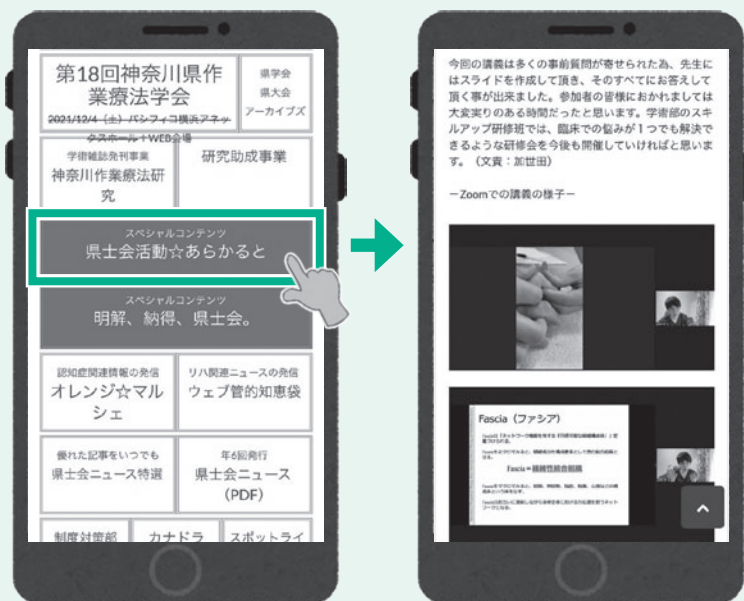 第18回神奈川県作
業療法学会
2021/12/4（土）パシフィコ横浜アネッ
クスホール＋WEB会場
県学会
県大会
アーカイブズ
学術雑誌発刊事業
神奈川作業療法研
究
研究助成事業
スペシャルコンテンツ
県士会活動☆あらかると
スペシャルコンテンツ
明解、納得、県士会。
認知症関連情報の発信
オレンジ☆マル
シェ
リハ関連ニュースの発信
ウェブ管的知恵袋
優れた記事をいつでも
県士会ニュース特選
年6回発行
県士会ニュース
（PDF）
制度対策部
カナドラ
スポットライ
今回の講義は多くの事前質問が寄せられた為、先生に
はスライドを作成して頂き、そのすべてにお答えして
頂く事が出来ました。参加者の皆様におかれましては
大変実りのある時間だったと思います。学術部のスキ
ルアップ研修班では、臨床での悩みが1つでも解決で
きるような研修会を今後も開催していければと思いま
す。（文責：加世田）
－Zoomでの講義の様子－
Fascia（ファシア）
Fascia＝線維性結合組織